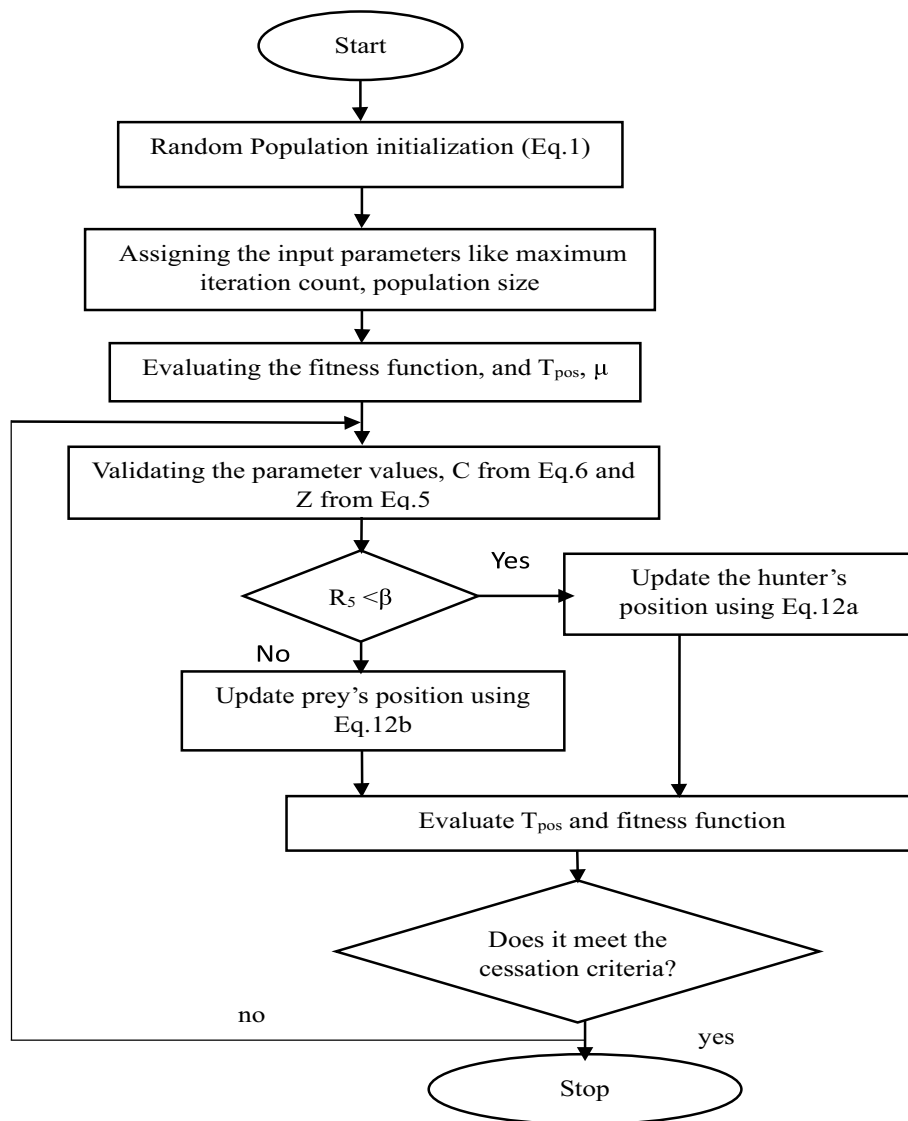 Start
Random Population initialization (Eq.1)
Assigning the input parameters like maximum
iteration count, population size
Evaluating the fitness function, and Tpos, μ
Validating the parameter values, C from Eq.6 and
Z from Eq.5
R5 <β
Yes
Update the hunter’s
position using Eq.12a
No
Update prey’s position using
Eq.12b
Evaluate Tpos and fitness function
Does it meet the
cessation criteria?
no
yes
Stop